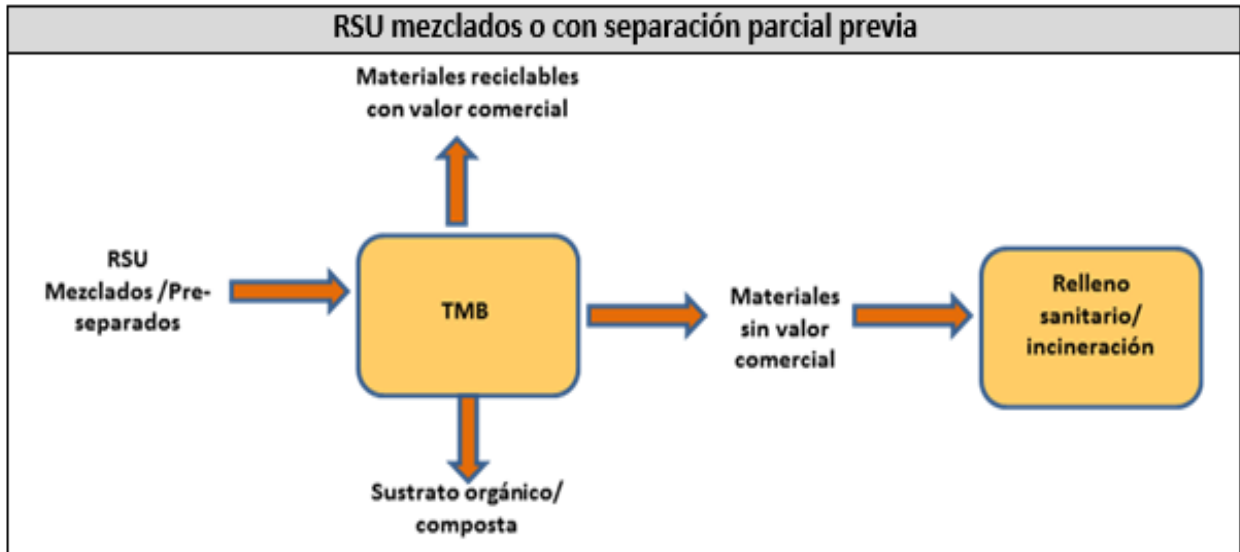 RSU mezclados o con separación parcial previa
Materiales reciclables
con valor comercial
RSU
Mezclados /Pre-
separados
TMB
Materiales
sin valor
comercial
Relleno
sanitario/
incineración
Sustrato orgánico/
composta